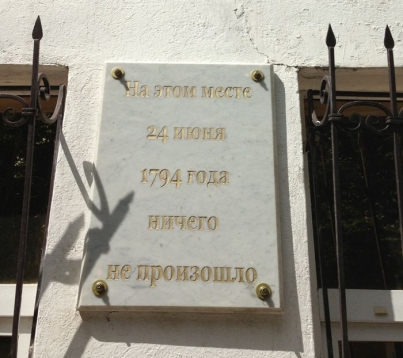 На этом месте
24 июня
1794 года
ничего
не произошло